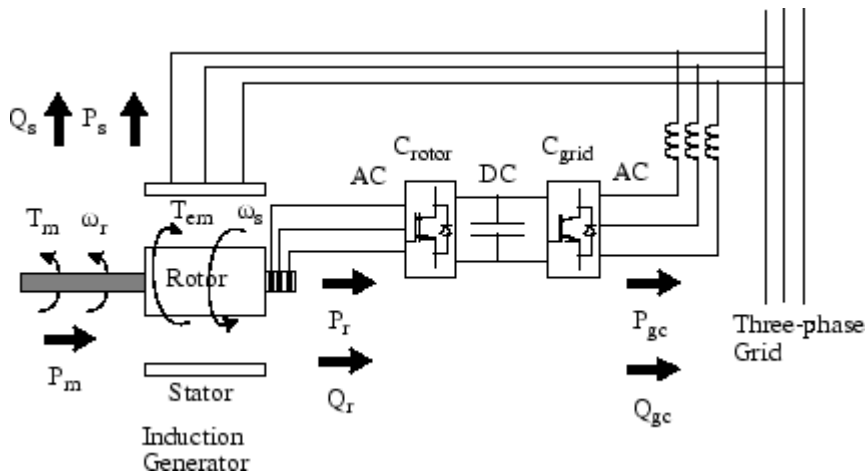 Q_s P_s
C_rotor C_grid
AC DC AC
T_m ω_r T_em ω_s
Rotor
P_m P_r P_gc
Three-phase
Grid
Stator Q_r Q_gc
Induction
Generator